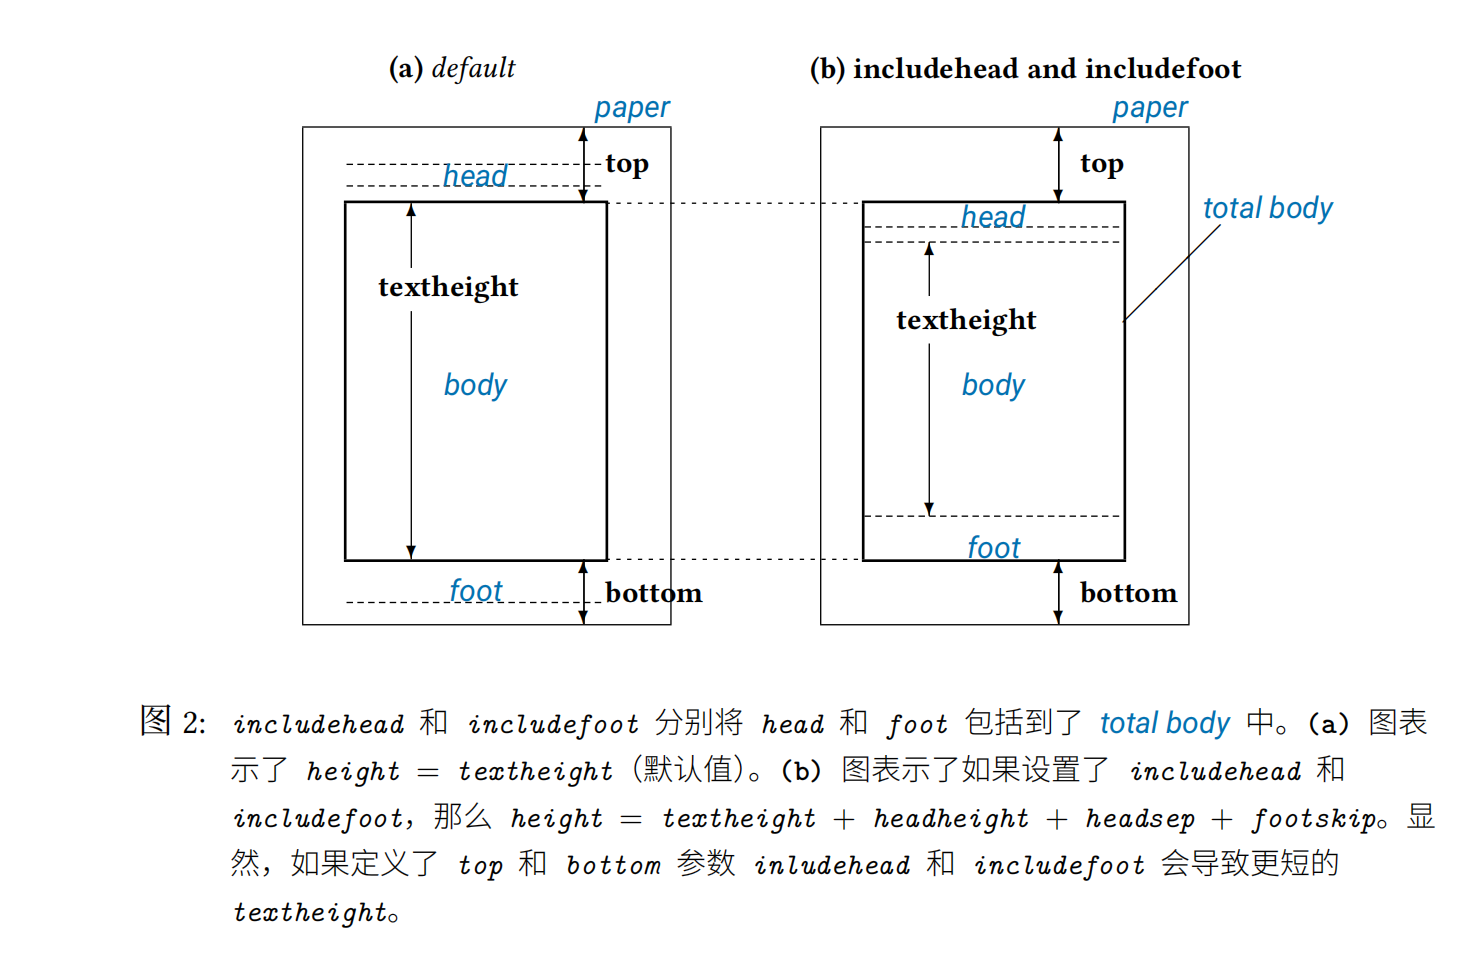 (a) default
(b) includehead and includefoot
paper
paper
top
top
head
head
total body
textheight
textheight
body
body
foot
foot
bottom
bottom
图 2: includehead 和 includefoot 分别将 head 和 foot 包括到了 total body 中。(a) 图表
示了 height = textheight（默认值）。(b) 图表示了如果设置了 includehead 和
includefoot，那么 height = textheight + headheight + headsep + footskip。显
然，如果定义了 top 和 bottom 参数 inludehead 和 includefoot 会导致更短的
textheight。